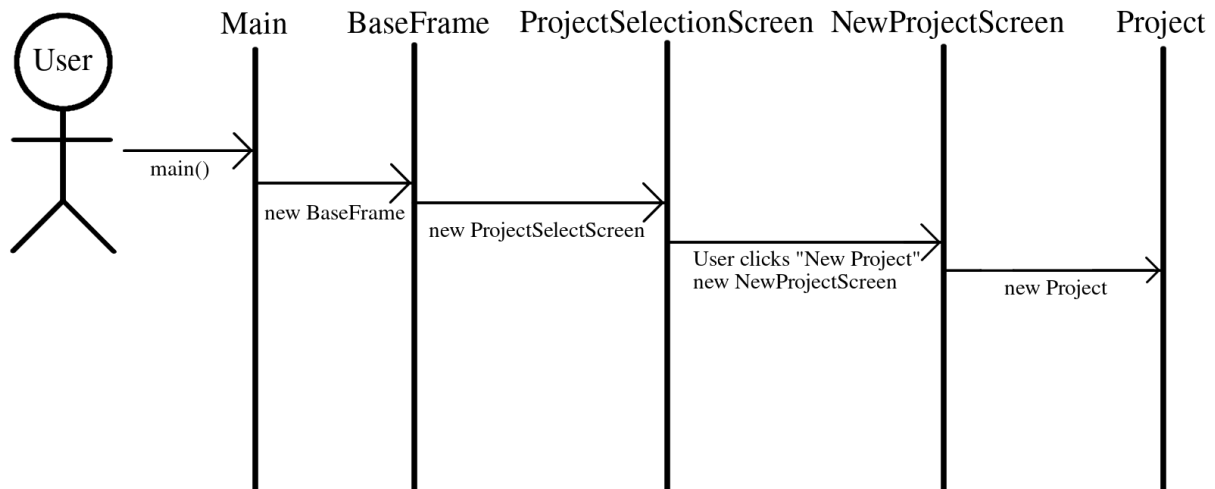 Main BaseFrame ProjectSelectionScreen NewProjectScreen Project
User
main()
new BaseFrame
new ProjectSelectScreen
User clicks "New Project"
new NewProjectScreen
new Project